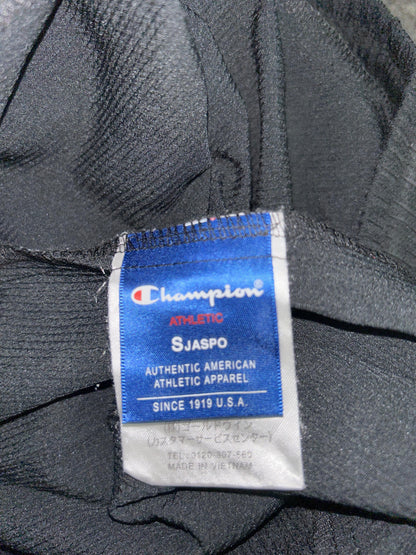 Champion®
ATHLETIC
SJASPO
AUTHENTIC AMERICAN
ATHLETIC APPAREL
SINCE 1919 U.S.A.
(株)ゴールドウイン
(カスタマーサービスセンター)
TEL:0120-307-560
MADE IN VIETNAM